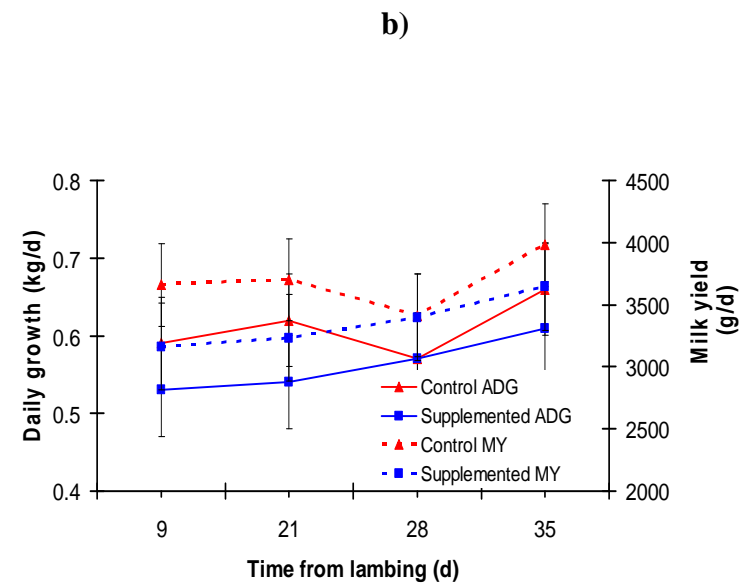 b)
Daily growth (kg/d)
0.8
0.7
0.6
0.5
0.4
4500
4000
3500
3000
2500
2000
Milk yield
(g/d)
Control ADG
Supplemented ADG
Control MY
Supplemented MY
9 21 28 35
Time from lambing (d)